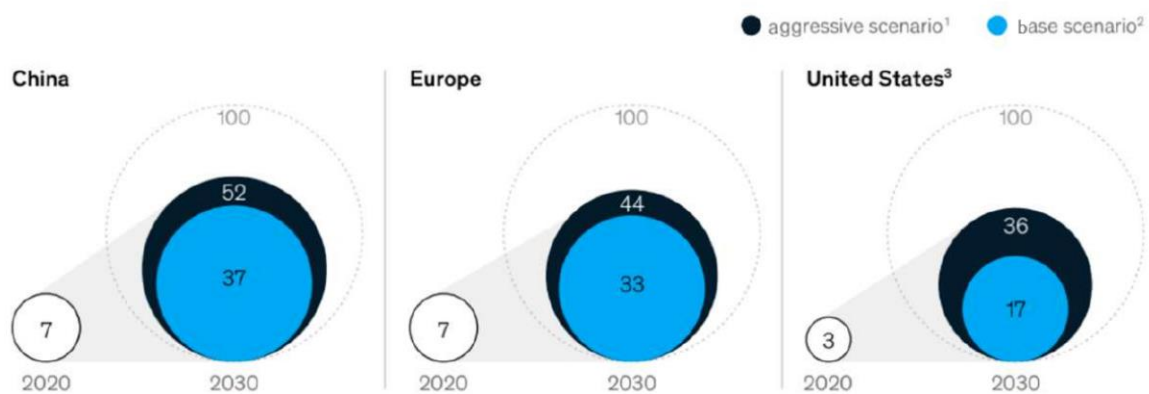 aggressive scenario¹ base scenario²
China Europe United States³
100 100 100
52 44 36
37 33 17
7 7 3
2020 2030 2020 2030 2020 2030